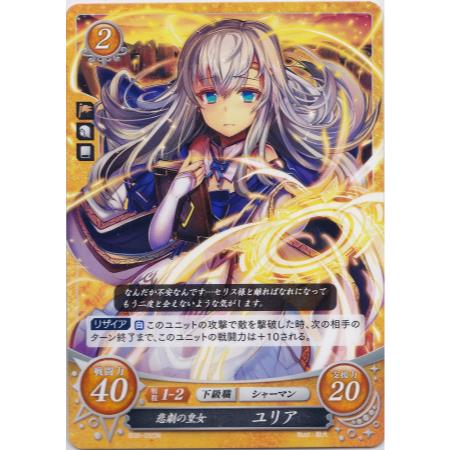 2
なんだか不安なんです…セリス様と離ればなれになって
もう二度と会えないような気がします。
リザイア 自 このユニットの攻撃で敵を撃破した時、次の相手の
ターン終了まで、このユニットの戦闘力は+10される。
戦闘力
40
射程 1-2 下級職 シャーマン
支援力
20
悲劇の皇女 ユリア